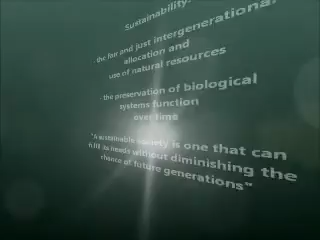 Sustainability:
- the fair and just intergenerational
allocation and
use of natural resources
- the preservation of biological
systems function
over time
"A sustainable society is one that can
fulfill its needs without diminishing the
chance of future generations"